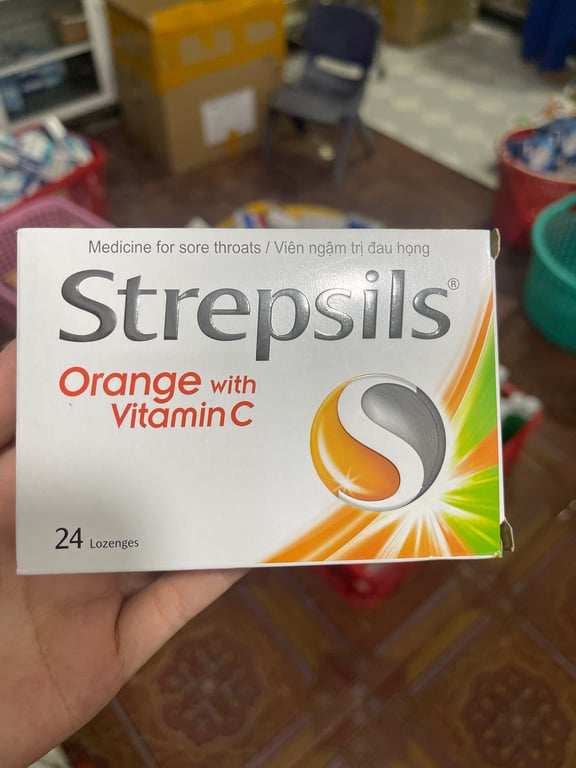 Medicine for sore throats / Viên ngậm trị đau họng
Strepsils®
Orange with
Vitamin C
24 Lozenges